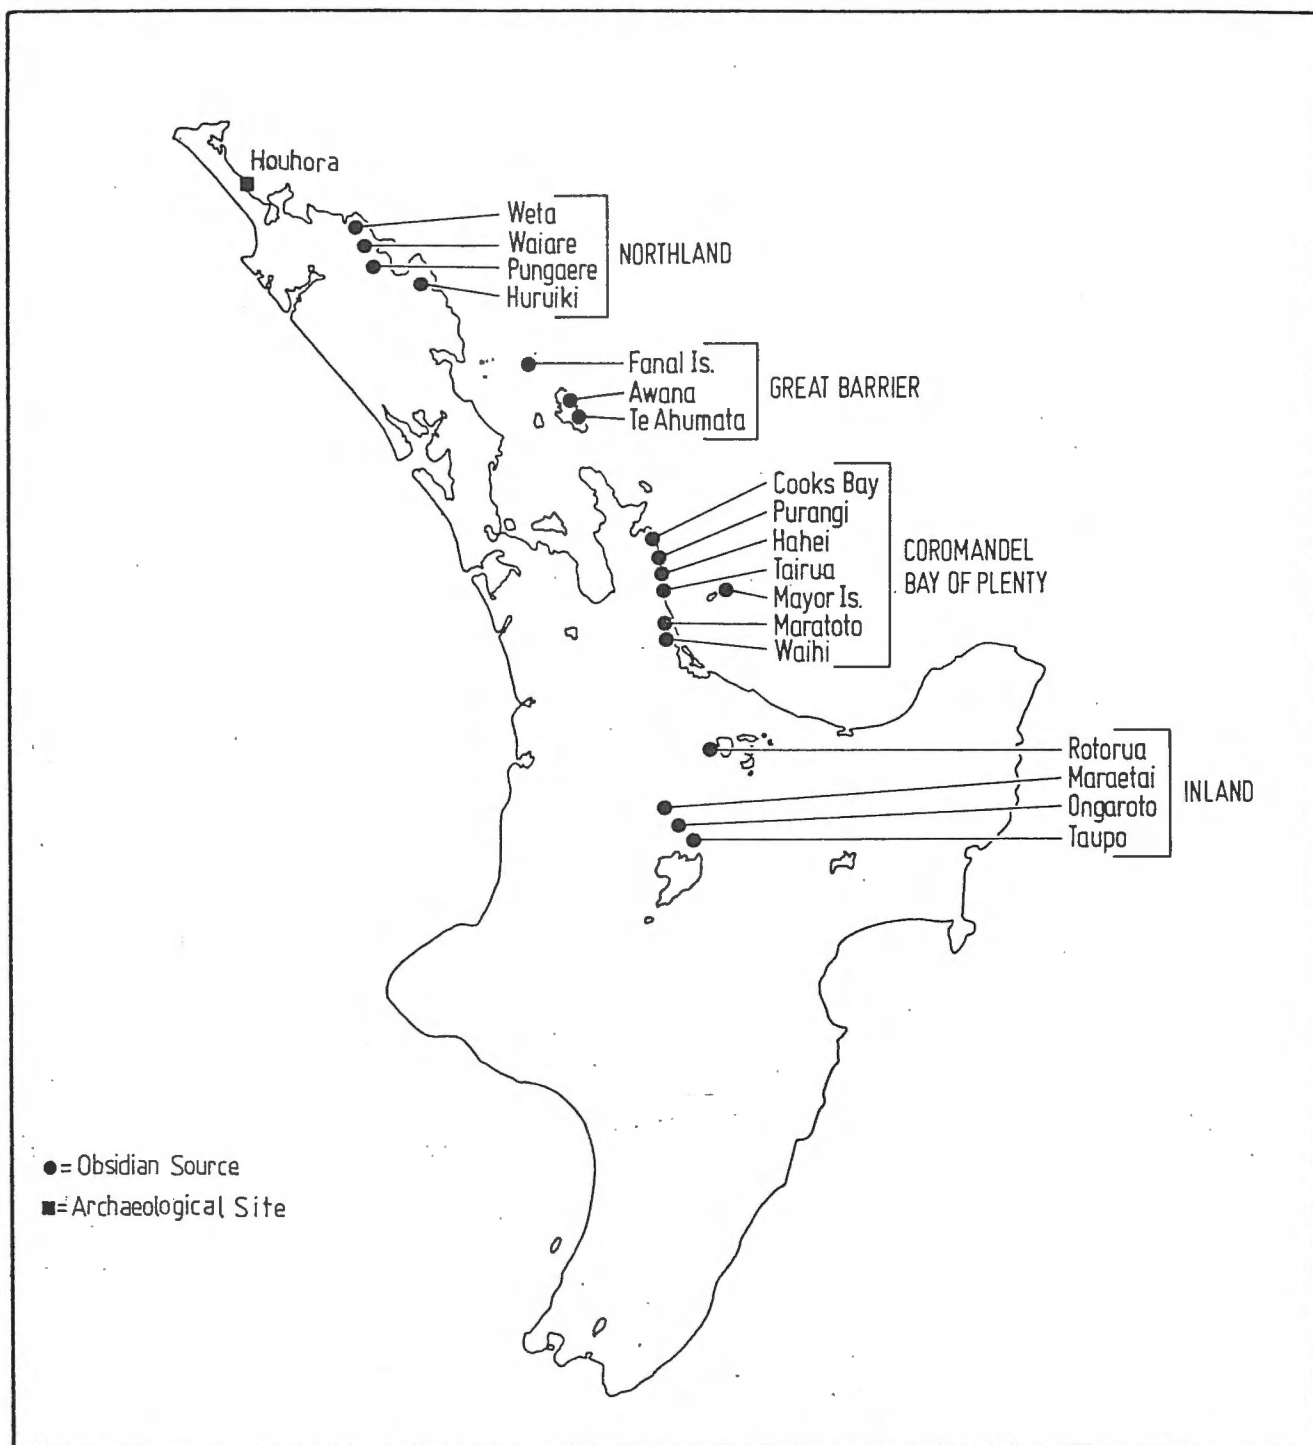 Houhora
Weta
Waiare
Pungaere
Huruiki
NORTHLAND
Fanal Is.
Awana
Te Ahumata
GREAT BARRIER
Cooks Bay
Purangi
Hahei
Tairua
Mayor Is.
Maratoto
Waihi
COROMANDEL
BAY OF PLENTY
Rotorua
Maraetai
Ongaroto
Taupo
INLAND
= Obsidian Source
= Archaeological Site